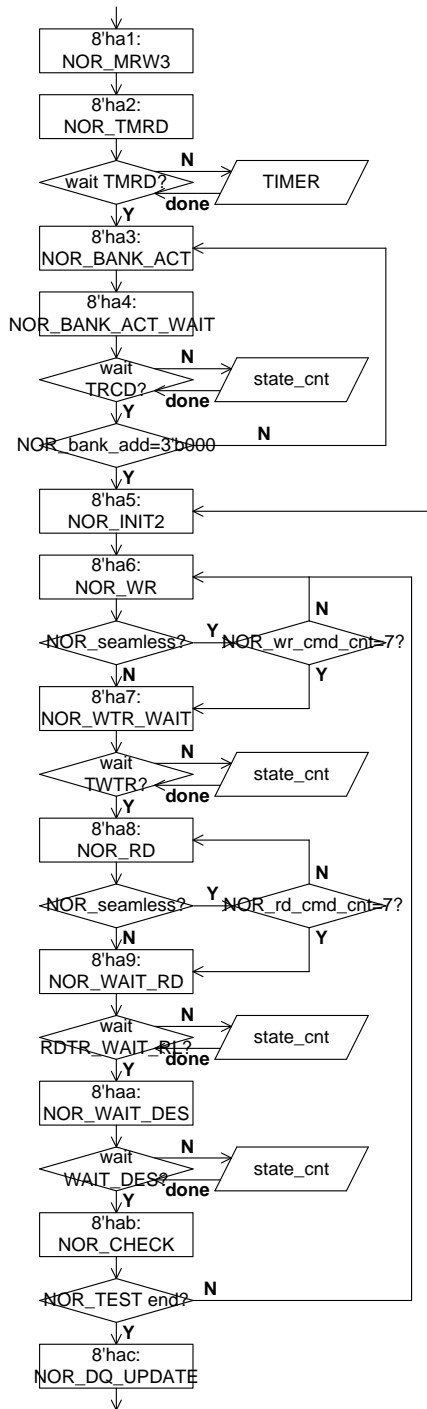 8'ha1:
NOR_MRW3
8'ha2:
NOR_TMRD
N
wait TMRD?
TIMER
done
Y
8'ha3:
NOR_BANK_ACT
8'ha4:
NOR_BANK_ACT_WAIT
N
wait
TRCD?
state_cnt
done
Y
NOR_bank_add=3'b000
N
Y
8'ha5:
NOR_INIT2
8'ha6:
NOR_WR
N
NOR_seamless?
Y
NOR_wr_cmd_cnt=7?
N
Y
8'ha7:
NOR_WTR_WAIT
N
wait
TWTR?
state_cnt
done
Y
8'ha8:
NOR_RD
N
NOR_seamless?
Y
NOR_rd_cmd_cnt=7?
N
Y
8'ha9:
NOR_WAIT_RD
N
wait
RDTR_WAIT_RL?
state_cnt
done
Y
8'haa:
NOR_WAIT_DES
N
wait
WAIT_DES?
state_cnt
done
Y
8'hab:
NOR_CHECK
N
NOR_TEST end?
Y
8'hac:
NOR_DQ_UPDATE